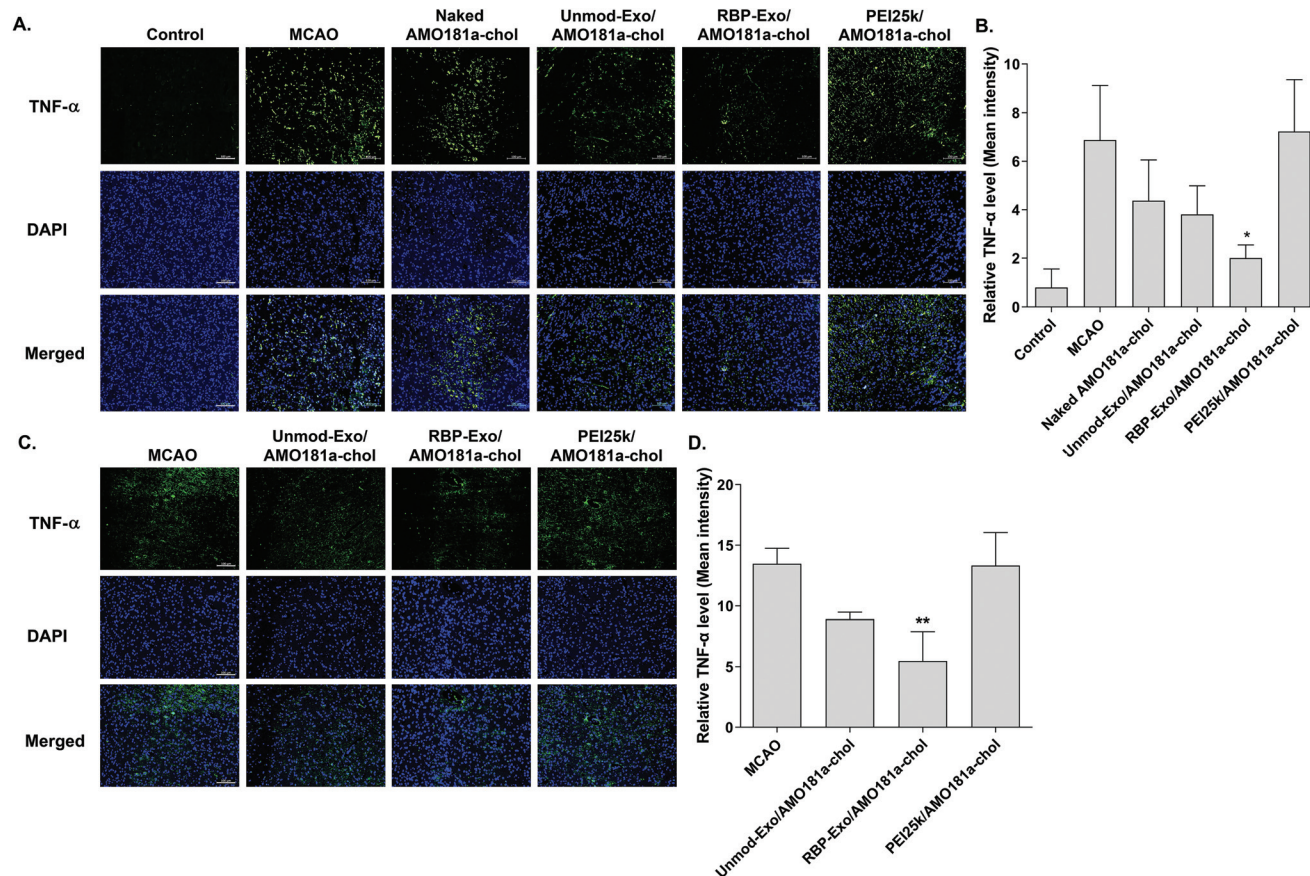 A.
Control
MCAO
Naked
AMO181a-chol
Unmod-Exo/
AMO181a-chol
RBP-Exo/
AMO181a-chol
PEI25k/
AMO181a-chol
TNF-α
DAPI
Merged
B.
Relative TNF-α level (Mean intensity)
10
8
6
4
2
0
*
Control
MCAO
Naked AMO181a-chol
Unmod-Exo/AMO181a-chol
RBP-Exo/AMO181a-chol
PEI25k/AMO181a-chol
C.
MCAO
Unmod-Exo/
AMO181a-chol
RBP-Exo/
AMO181a-chol
PEI25k/
AMO181a-chol
TNF-α
DAPI
Merged
D.
Relative TNF-α level (Mean intensity)
20
15
10
5
0
**
MCAO
Unmod-Exo/AMO181a-chol
RBP-Exo/AMO181a-chol
PEI25k/AMO181a-chol